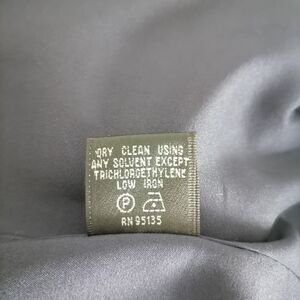 DRY CLEAN USING
ANY SOLVENT EXCEPT
TRICHLOROETHYLENE
LOW IRON
P
RN 95135